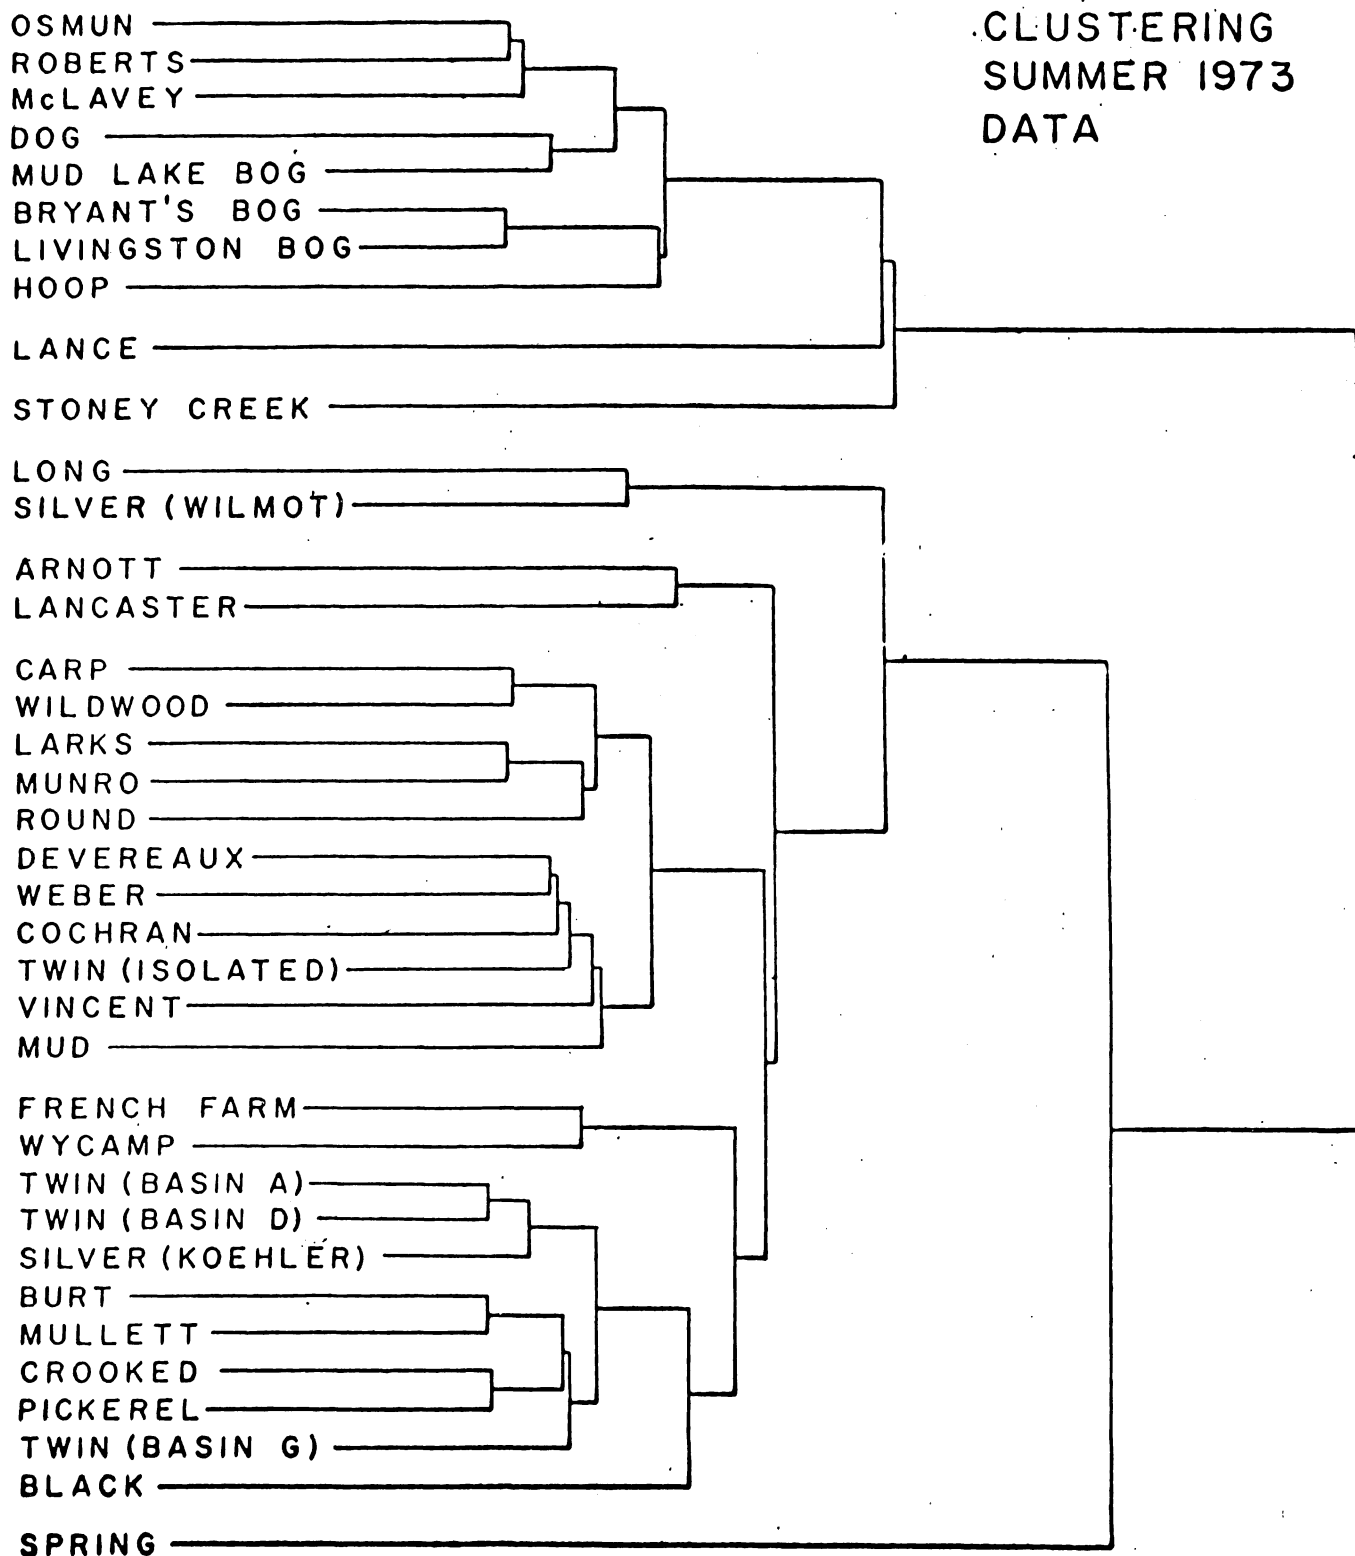 CLUSTERING
SUMMER 1973
DATA
OSMUN
ROBERTS
McLAVEY
DOG
MUD LAKE BOG
BRYANT'S BOG
LIVINGSTON BOG
HOOP
LANCE
STONEY CREEK
LONG
SILVER (WILMOT)
ARNOTT
LANCASTER
CARP
WILDWOOD
LARKS
MUNRO
ROUND
DEVEREAUX
WEBER
COCHRAN
TWIN (ISOLATED)
VINCENT
MUD
FRENCH FARM
WYCAMP
TWIN (BASIN A)
TWIN (BASIN D)
SILVER (KOEHLER)
BURT
MULLETT
CROOKED
PICKEREL
TWIN (BASIN G)
BLACK
SPRING